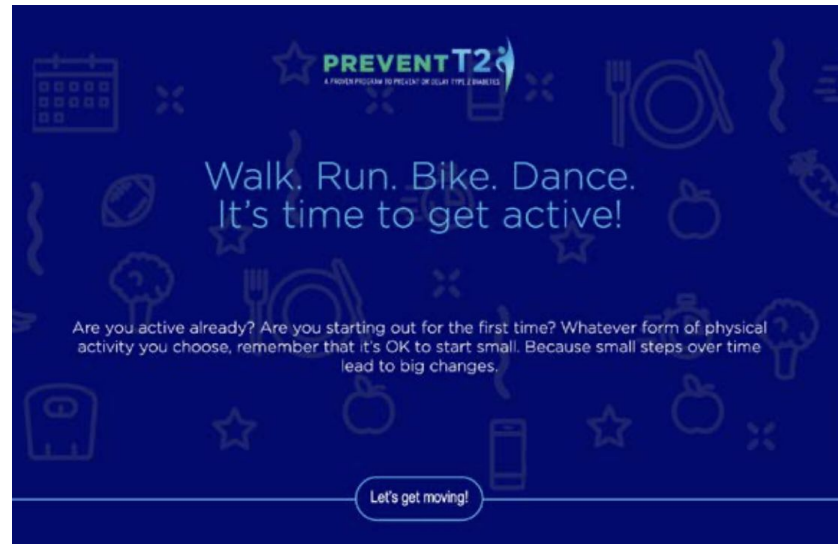 PREVENT T2
A PROVEN PROGRAM TO PREVENT OR DELAY TYPE 2 DIABETES
Walk. Run. Bike. Dance.
It's time to get active!
Are you active already? Are you starting out for the first time? Whatever form of physical
activity you choose, remember that it's OK to start small. Because small steps over time
lead to big changes.
Let's get moving!